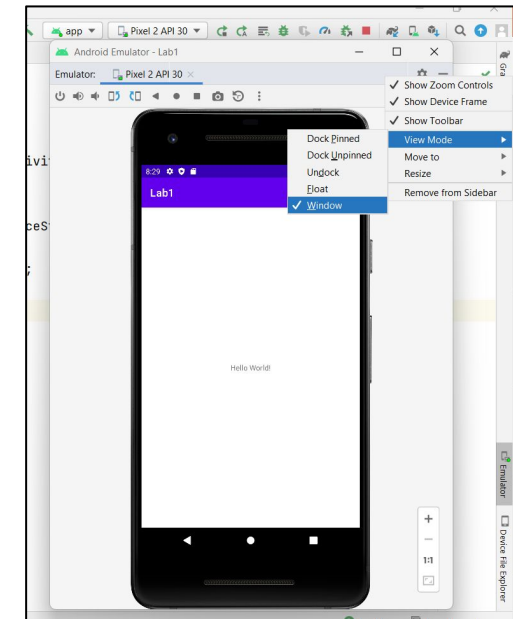 app
Pixel 2 API 30
Android Emulator - Lab1
Emulator:
Pixel 2 API 30
Show Zoom Controls
Show Device Frame
Show Toolbar
View Mode
Move to
Resize
Remove from Sidebar
Dock Pinned
Dock Unpinned
Undock
Float
Window
8:29
Lab1
Hello World!
1:1
ivi
ceS
;
Gra
Emulator
Device File Explorer